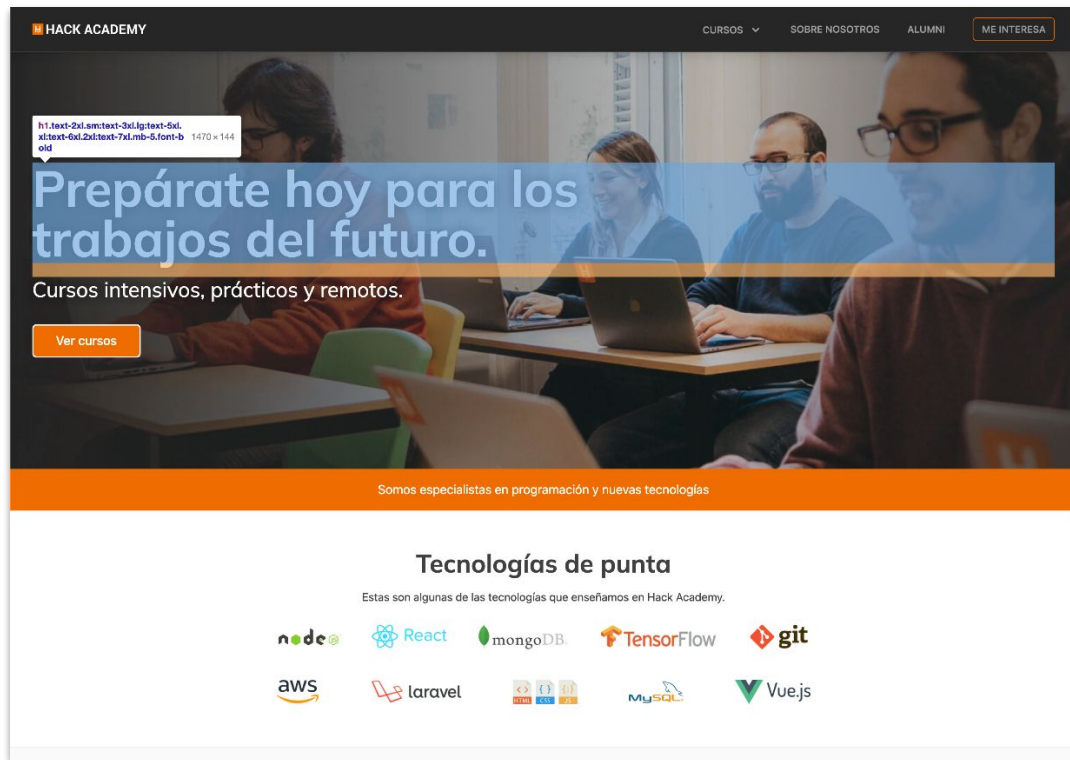 HACK ACADEMY
CURSOS
SOBRE NOSOTROS
ALUMNI
ME INTERESA
h1.text-2xl.sm:text-3xl.lg:text-5xl.
xl:text-6xl.2xl:text-7xl.mb-5.font-b
old
1470 × 144
Prepárate hoy para los
trabajos del futuro.
Cursos intensivos, prácticos y remotos.
Ver cursos
Somos especialistas en programación y nuevas tecnologías
Tecnologías de punta
Estas son algunas de las tecnologías que enseñamos en Hack Academy.
node
React
mongoDB
TensorFlow
git
aws
laravel
HTML
CSS
JS
MySQL
Vue.js